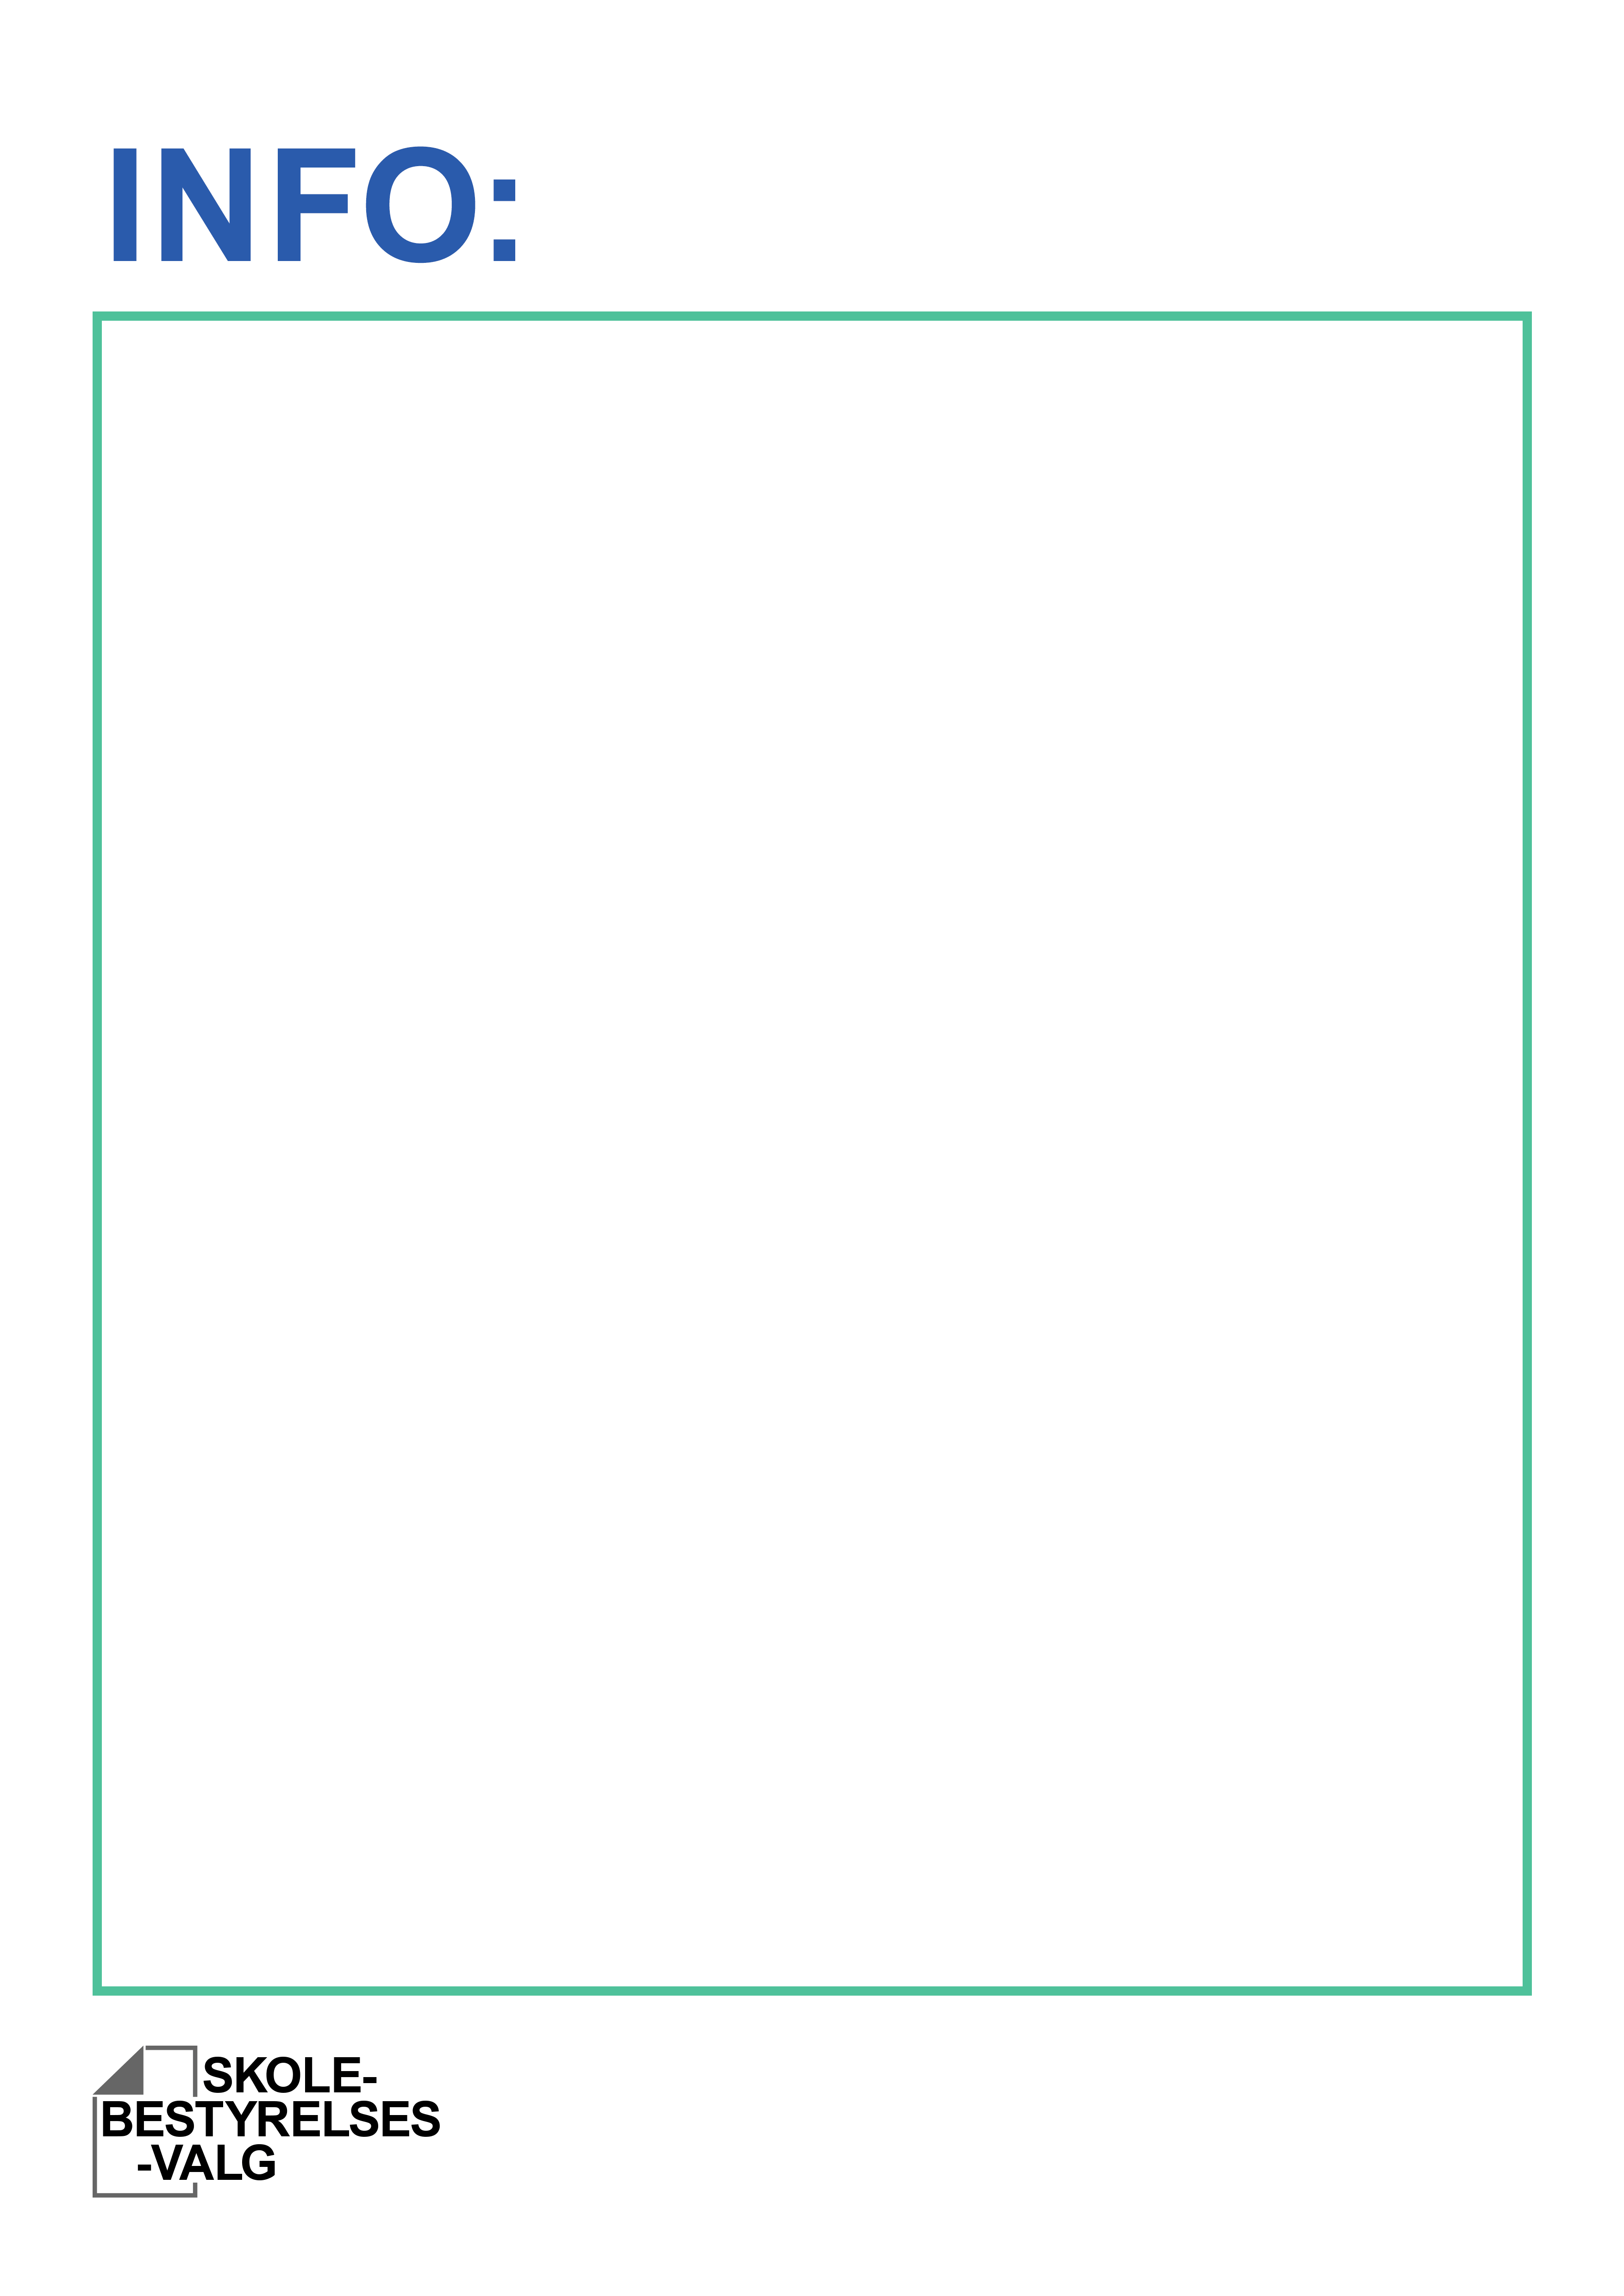 INFO:
SKOLE-
BESTYRELSES
-VALG